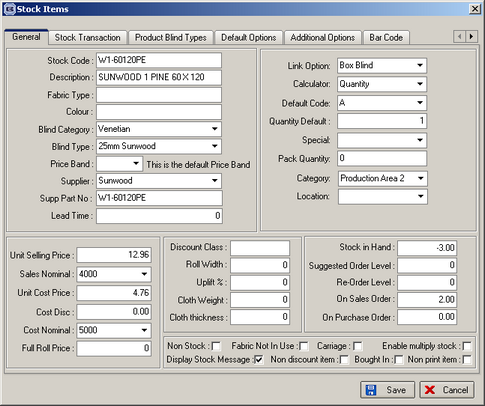 Stock Items
General
Stock Transaction
Product Blind Types
Default Options
Additional Options
Bar Code
Stock Code : W1-60120PE
Description : SUNWOOD 1 PINE 60 X 120
Fabric Type :
Colour :
Blind Category : Venetian
Blind Type : 25mm Sunwood
Price Band : This is the default Price Band
Supplier : Sunwood
Supp Part No : W1-60120PE
Lead Time : 0
Link Option: Box Blind
Calculator: Quantity
Default Code: A
Quantity Default : 1
Special:
Pack Quantity: 0
Category: Production Area 2
Location:
Unit Selling Price : 12.96
Sales Nominal : 4000
Unit Cost Price : 4.76
Cost Disc : 0.00
Cost Nominal : 5000
Full Roll Price : 0
Discount Class :
Roll Width : 0
Uplift % : 0
Cloth Weight : 0
Cloth thickness : 0
Stock in Hand : -3.00
Suggested Order Level : 0
Re-Order Level : 0
On Sales Order : 2.00
On Purchase Order : 0.00
Non Stock : Fabric Not In Use : Carriage : Enable multiply stock :
Display Stock Message : Non discount item : Bought In : Non print item :
Save
Cancel